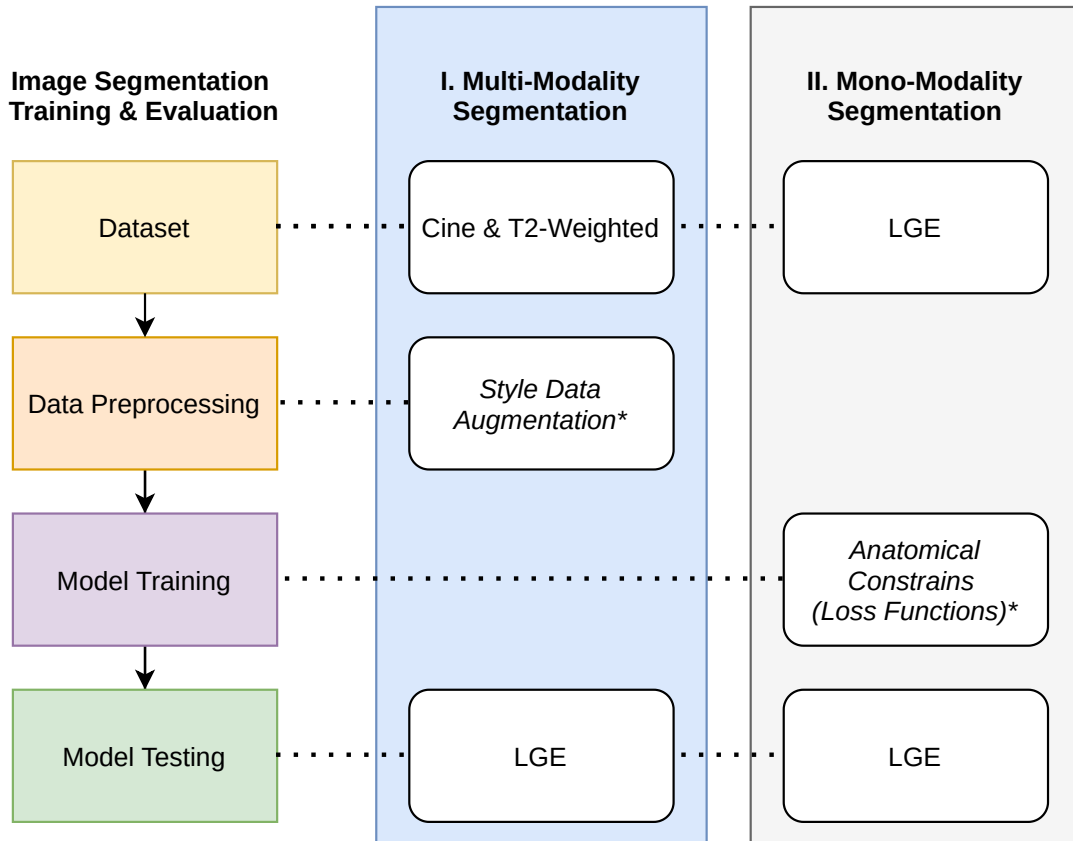 Image Segmentation
Training & Evaluation
I. Multi-Modality
Segmentation
II. Mono-Modality
Segmentation
Dataset
Cine & T2-Weighted
LGE
Data Preprocessing
Style Data
Augmentation*
Model Training
Anatomical
Constrains
(Loss Functions)*
Model Testing
LGE
LGE